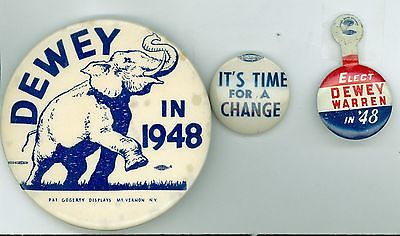 DEWEY
IN
1948
PAT GOGERTY DISPLAYS MT. VERNON N.Y.
IT'S TIME
FOR A
CHANGE
ELECT
DEWEY
WARREN
IN '48